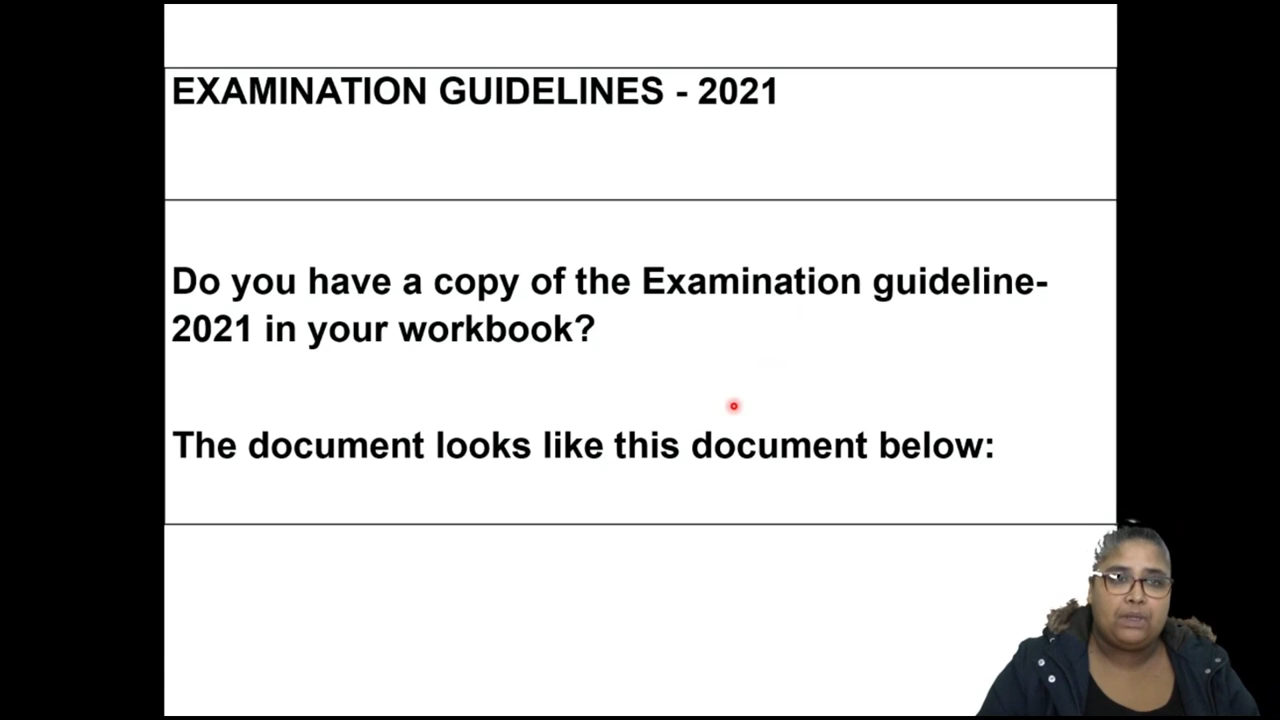 EXAMINATION GUIDELINES - 2021
Do you have a copy of the Examination guideline-
2021 in your workbook?
The document looks like this document below: